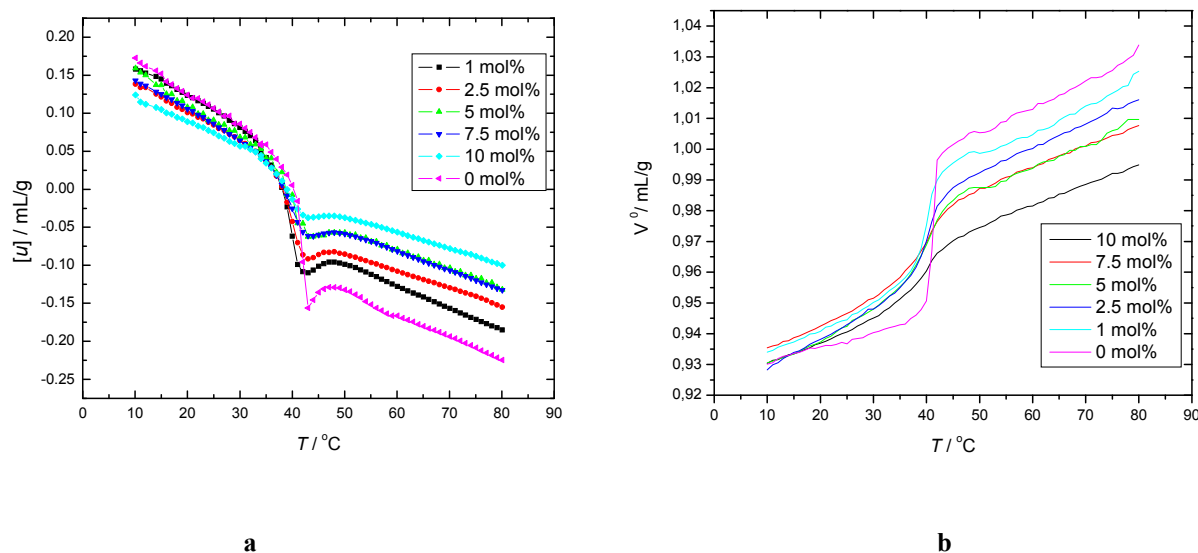 [u] / mL/g
0.20
0.15
0.10
0.05
0.00
-0.05
-0.10
-0.15
-0.20
-0.25
0 10 20 30 40 50 60 70 80 90
T / °C
1 mol%
2.5 mol%
5 mol%
7.5 mol%
10 mol%
0 mol%
a
V⁰/ mL/g
1,04
1,03
1,02
1,01
1,00
0,99
0,98
0,97
0,96
0,95
0,94
0,93
0,92
0 10 20 30 40 50 60 70 80 90
T / °C
10 mol%
7.5 mol%
5 mol%
2.5 mol%
1 mol%
0 mol%
b